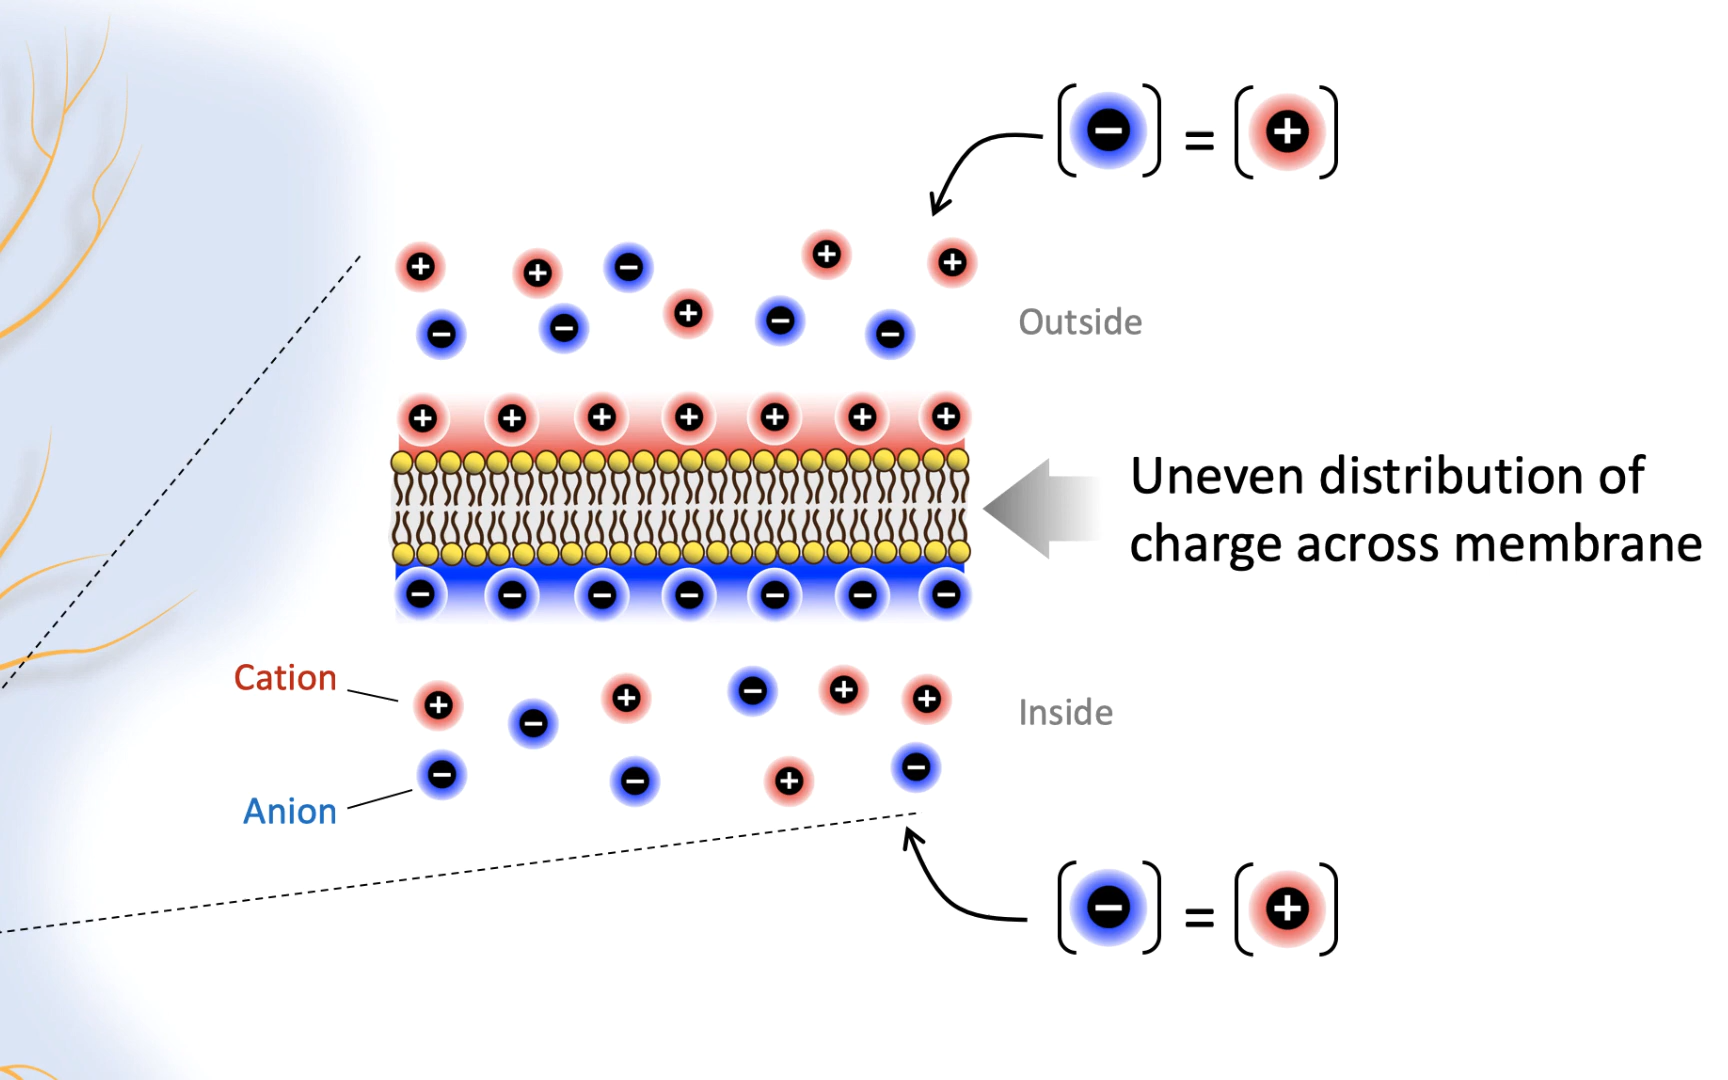 [−] = [+]
Outside
Uneven distribution of
charge across membrane
Cation
Inside
Anion
[−] = [+]